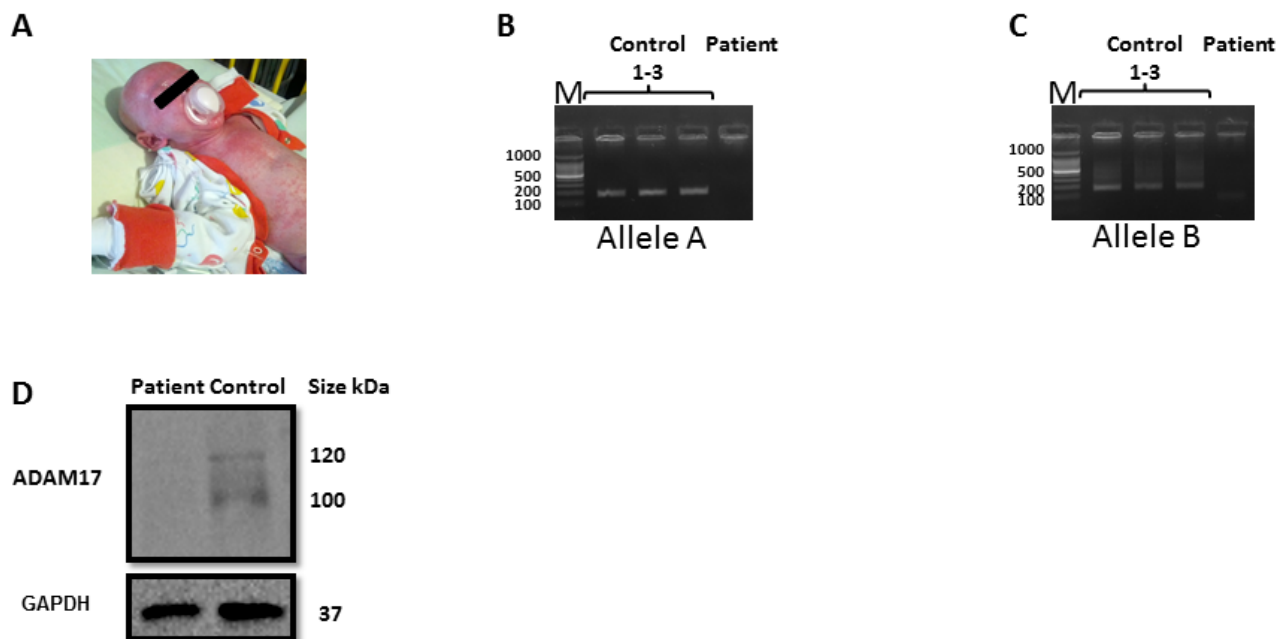 A
B
Control Patient
1-3
M
1000
500
200
100
Allele A
C
Control Patient
1-3
M
1000
500
200
100
Allele B
D
Patient Control Size kDa
ADAM17
120
100
GAPDH
37